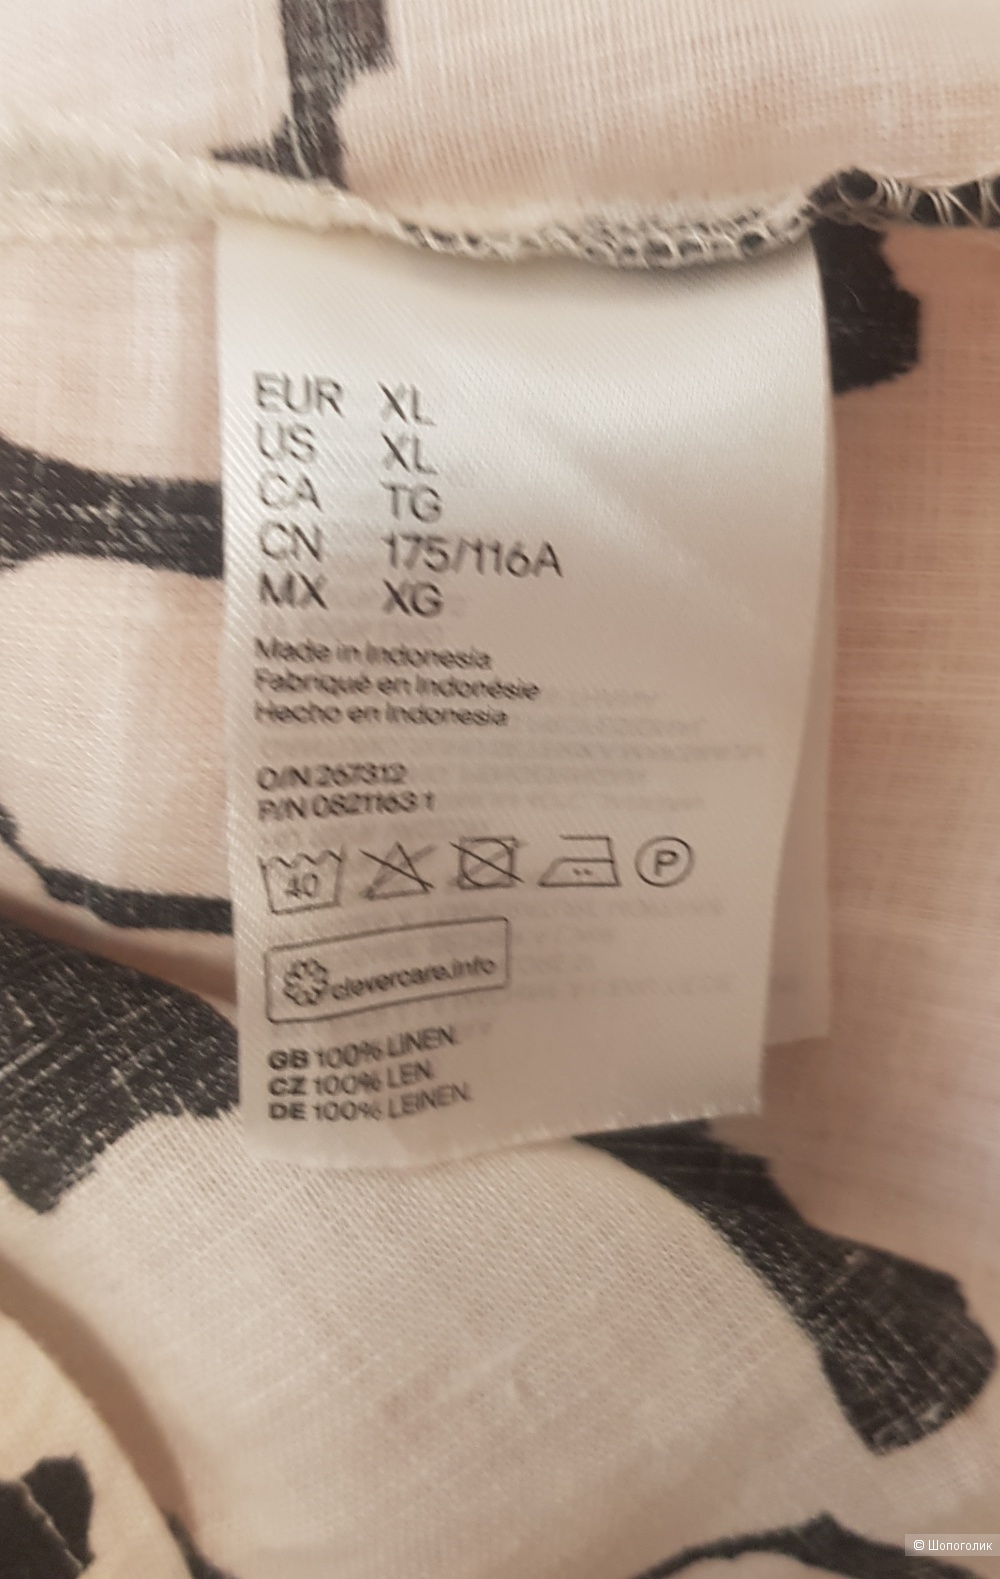 EUR XL
US XL
CA TG
CN 175/116A
MX XG
Made in Indonesia
Fabriqué en Indonésie
Hecho en Indonesia
O/N 267312
P/N 0821163 1
40
P
clevercare.info
GB 100% LINEN.
CZ 100% LEN.
DE 100% LEINEN.
© Шопоголик